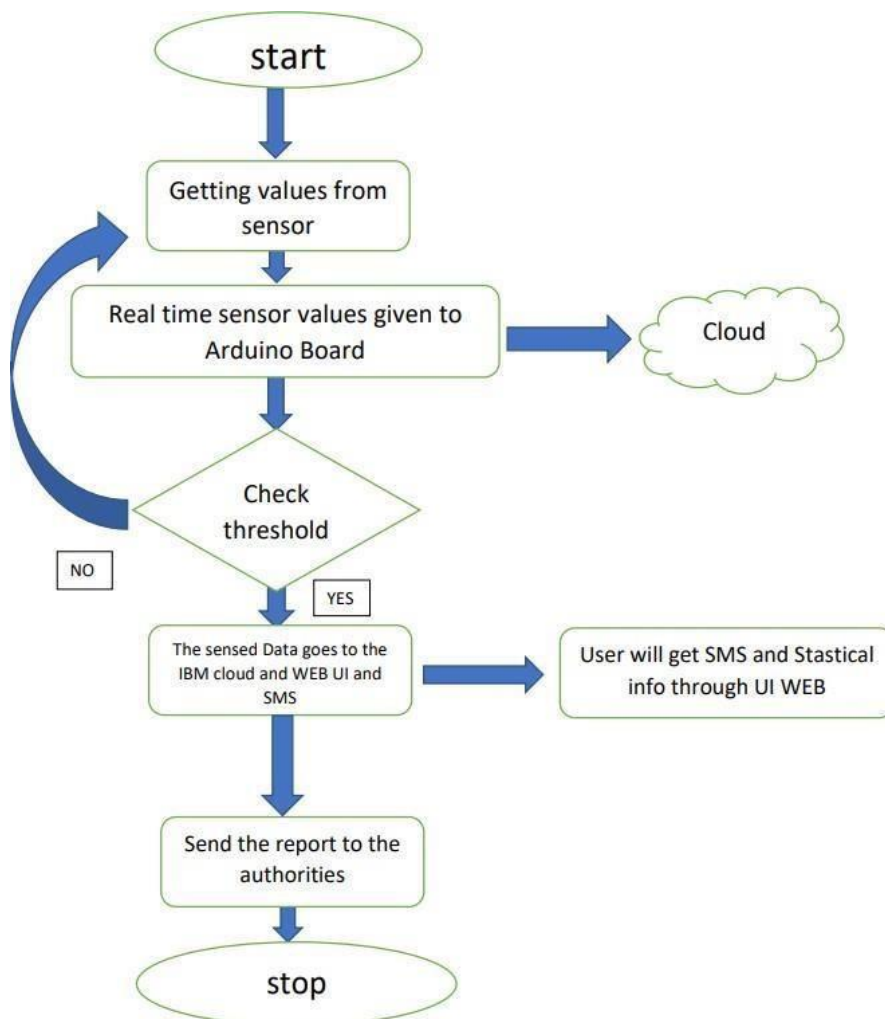 start
Getting values from
sensor
Real time sensor values given to
Arduino Board
Cloud
Check
threshold
NO
YES
The sensed Data goes to the
IBM cloud and WEB UI and
SMS
User will get SMS and Stastical
info through UI WEB
Send the report to the
authorities
stop